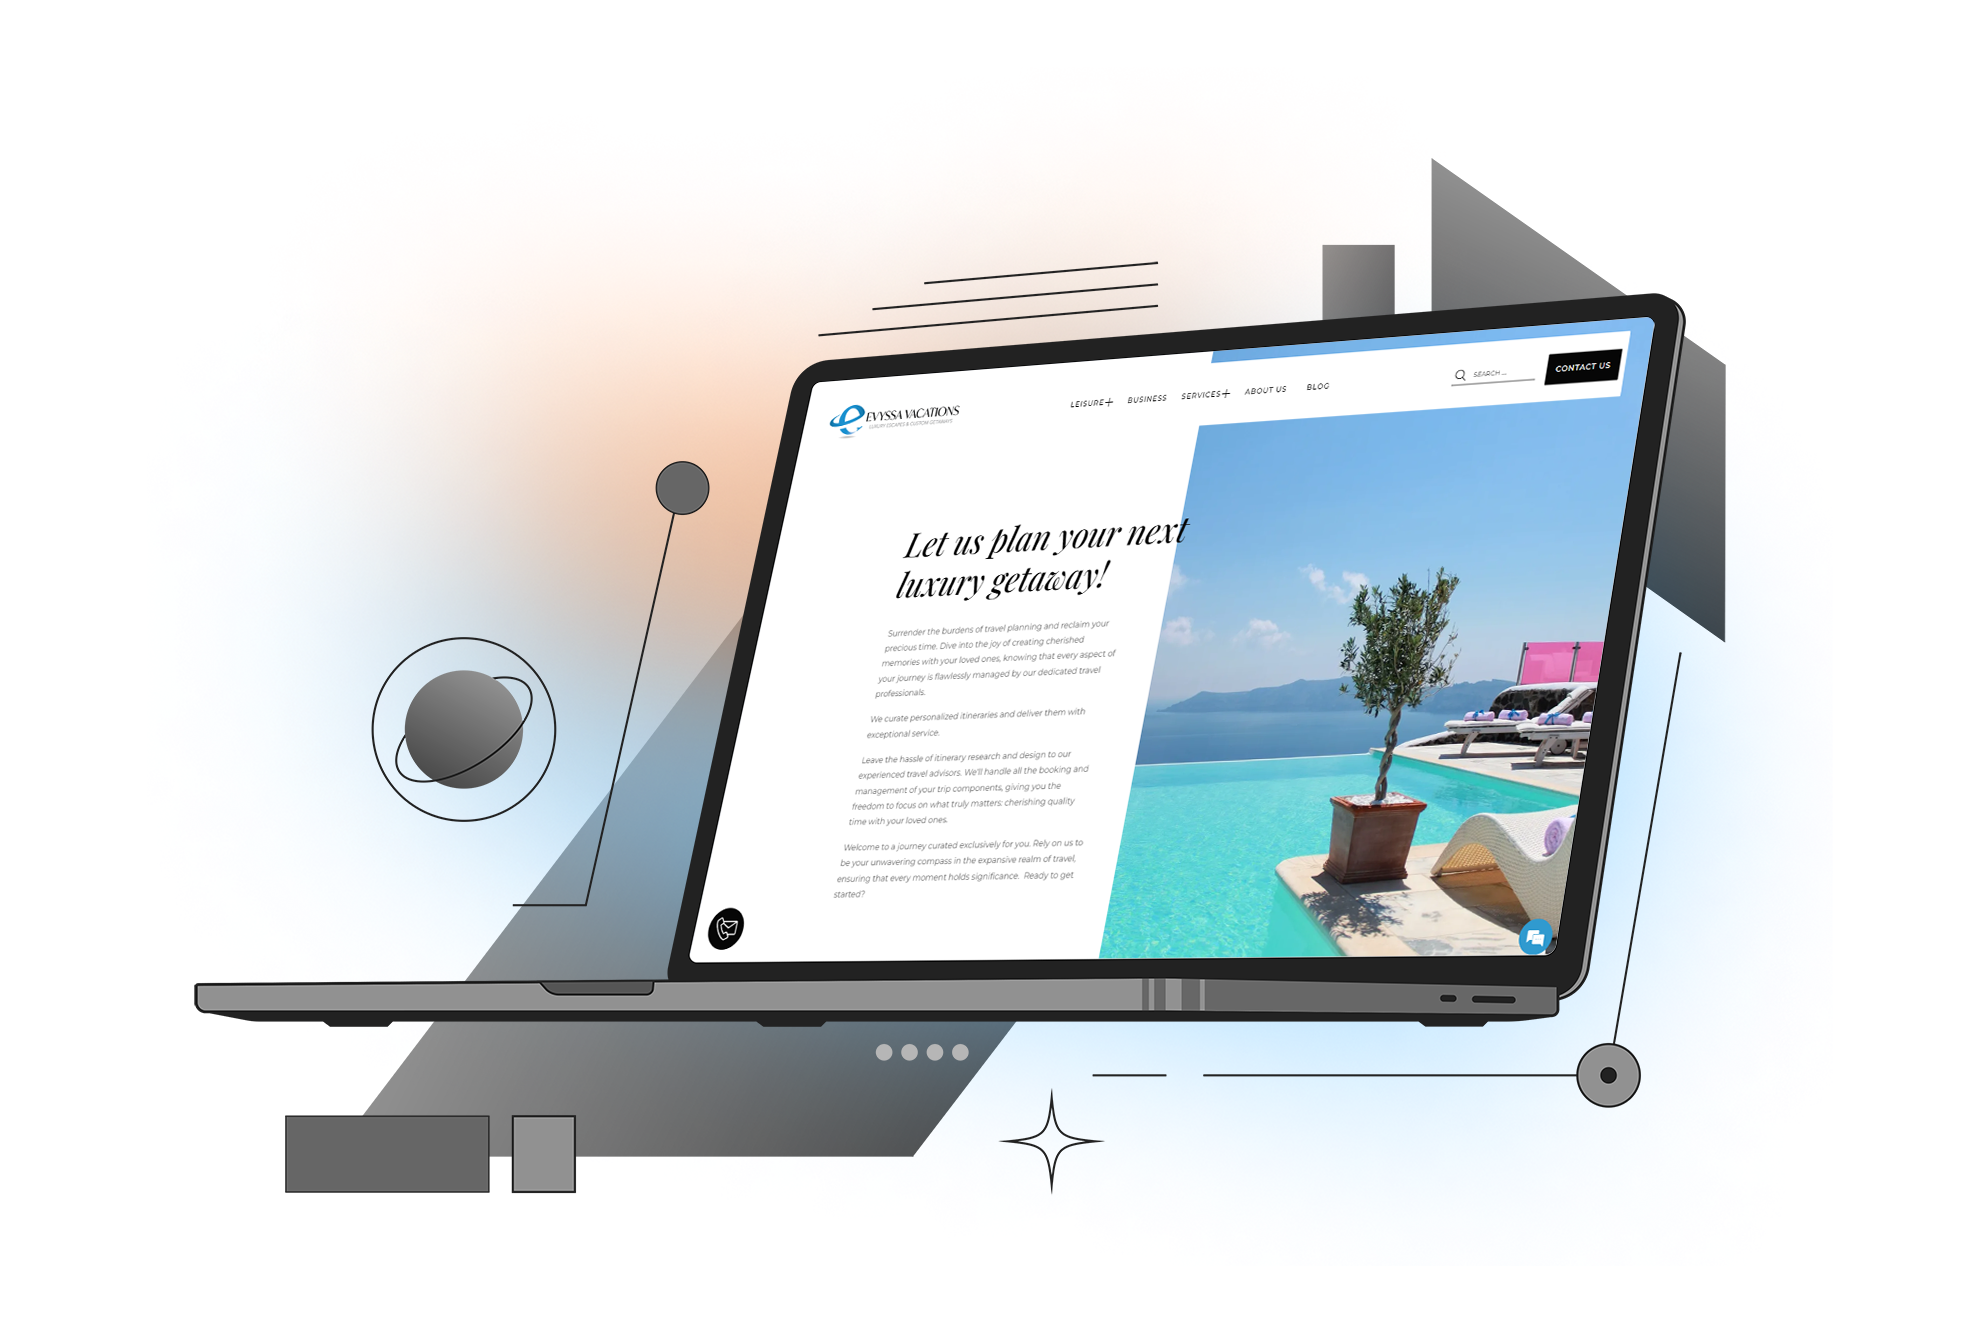 EVYSSA VACATIONS
LUXURY ESCAPES & CUSTOM GETAWAYS
LEISURE+ BUSINESS SERVICES+ ABOUT US BLOG
SEARCH ...
CONTACT US
Let us plan your next
luxury getaway!
Surrender the burdens of travel planning and reclaim your
precious time. Dive into the joy of creating cherished
memories with your loved ones, knowing that every aspect of
your journey is flawlessly managed by our dedicated travel
professionals.
We curate personalized itineraries and deliver them with
exceptional service.
Leave the hassle of itinerary research and design to our
experienced travel advisors. We'll handle all the booking and
management of your trip components, giving you the
freedom to focus on what truly matters: cherishing quality
time with your loved ones.
Welcome to a journey curated exclusively for you. Rely on us to
be your unwavering compass in the expansive realm of travel,
ensuring that every moment holds significance. Ready to get
started?